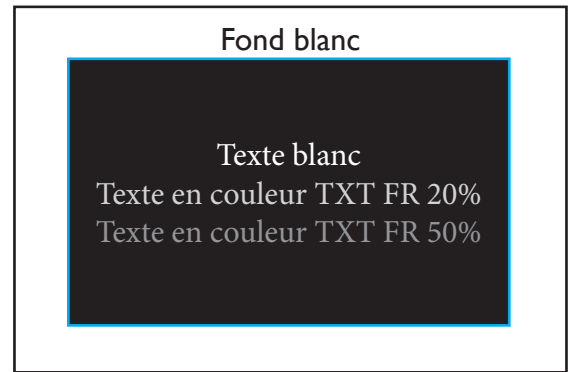 Fond blanc
Texte blanc
Texte en couleur TXT FR 20%
Texte en couleur TXT FR 50%